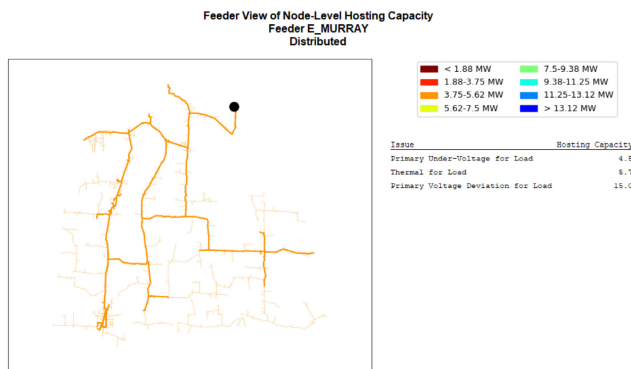 Feeder View of Node-Level Hosting Capacity
Feeder E_MURRAY
Distributed
< 1.88 MW 7.5-9.38 MW
1.88-3.75 MW 9.38-11.25 MW
3.75-5.62 MW 11.25-13.12 MW
5.62-7.5 MW > 13.12 MW
Issue Hosting Capacity
Primary Under-Voltage for Load
Thermal for Load
Primary Voltage Deviation for Load 15.0